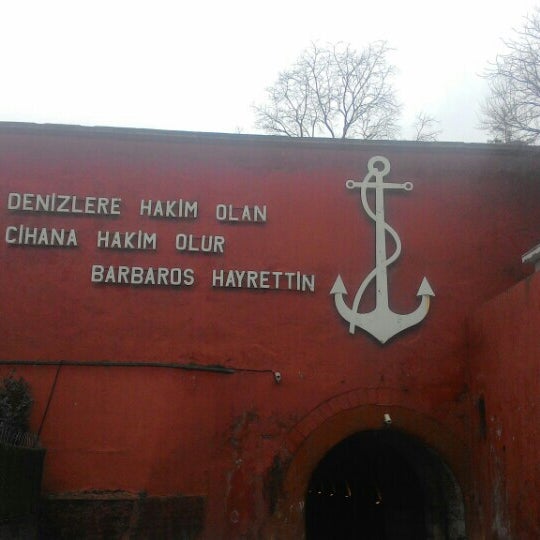 DENİZLERE HAKİM OLAN
CİHANA HAKİM OLUR
BARBAROS HAYRETTİN